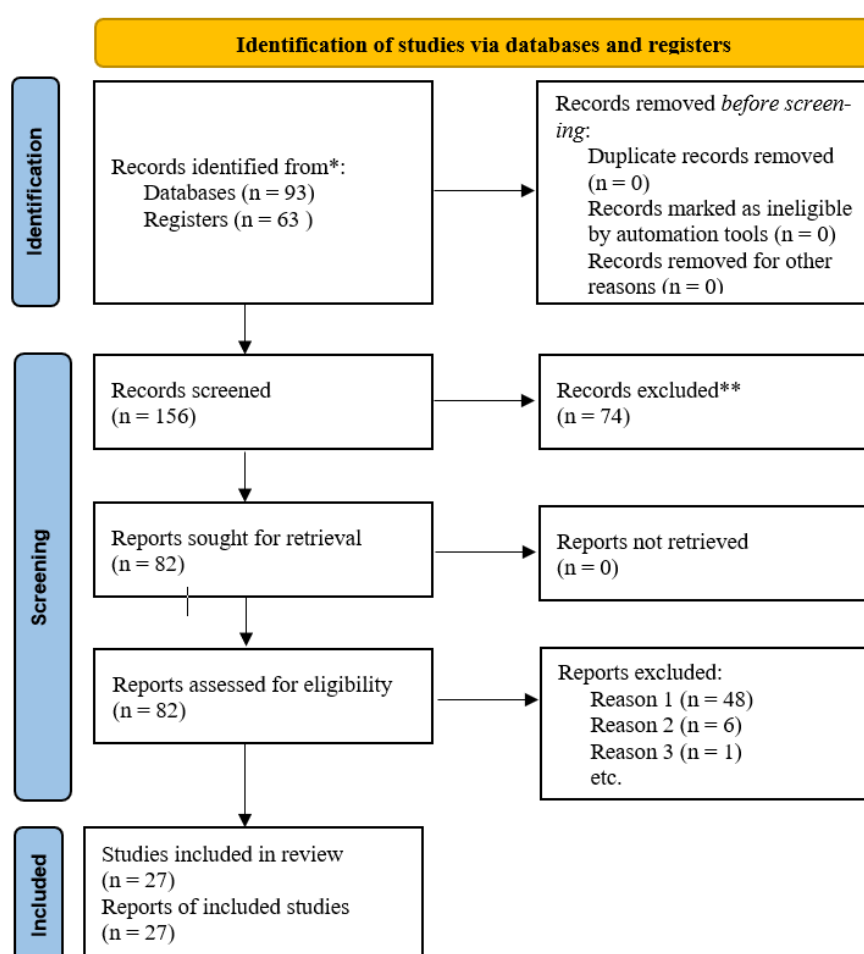 Identification of studies via databases and registers
Identification
Records identified from*:
Databases (n = 93)
Registers (n = 63 )
Records removed before screen-
ing:
Duplicate records removed
(n = 0)
Records marked as ineligible
by automation tools (n = 0)
Records removed for other
reasons (n = 0)
Screening
Records screened
(n = 156)
Records excluded**
(n = 74)
Reports sought for retrieval
(n = 82)
Reports not retrieved
(n = 0)
Reports assessed for eligibility
(n = 82)
Reports excluded:
Reason 1 (n = 48)
Reason 2 (n = 6)
Reason 3 (n = 1)
etc.
Included
Studies included in review
(n = 27)
Reports of included studies
(n = 27)